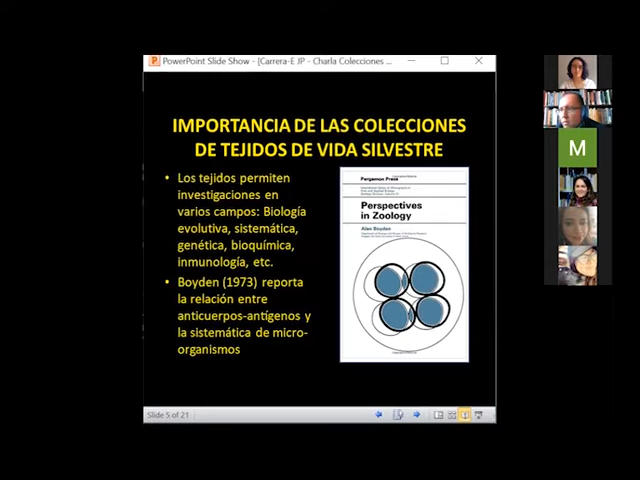 PowerPoint Slide Show - [Carrera-E JP - Charla Colecciones ...
IMPORTANCIA DE LAS COLECCIONES
DE TEJIDOS DE VIDA SILVESTRE
• Los tejidos permiten
investigaciones en
varios campos: Biología
evolutiva, sistemática,
genética, bioquímica,
inmunología, etc.
• Boyden (1973) reporta
la relación entre
anticuerpos-antígenos y
la sistemática de micro-
organismos
Pergamon Press
Perspectives
in Zoology
Alan Boyden
Slide 5 of 21
M